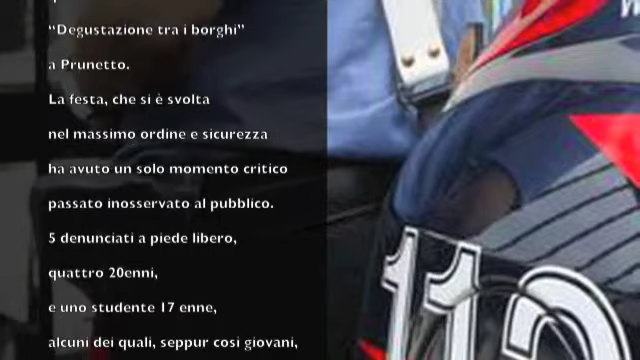 “Degustazione tra i borghi”
a Prunetto.
La festa, che si è svolta
nel massimo ordine e sicurezza
ha avuto un solo momento critico
passato inosservato al pubblico.
5 denunciati a piede libero,
quattro 20enni,
e uno studente 17 enne,
alcuni dei quali, seppur cosi giovani,
112